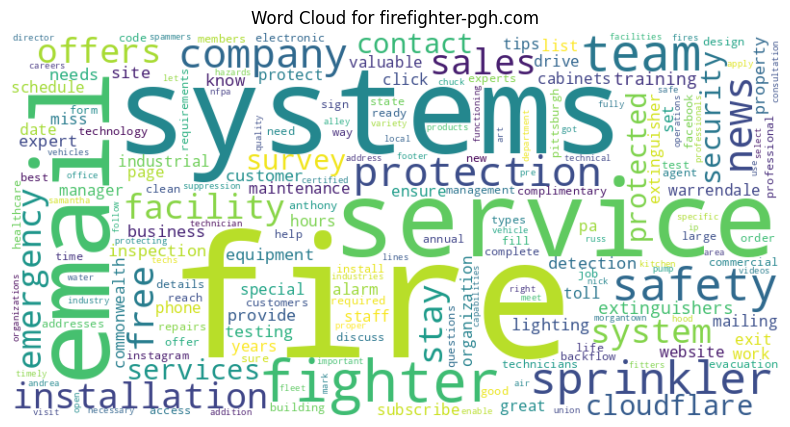 Word Cloud for firefighter-pgh.com
director spammers code members electronic contact tips list design facilities fires
careers offers company sales team
needs site valuable drive cabinets training property consultation
schedule let hazards know protect click experts
nfpa requirements systems
form miss sign state chuck news
date technology ready variety alley products functioning fully set facebook apply safe
vehicles expert need way local art department pittsburgh extinguisher security operations professionals
email quality survey protection got test use select professional
best industrial page customer address footer new technical agent
office manager suppression clean maintenance certified management pre complimentary protected warrendale
healthcare samantha facility anthony ensure service
emergency follow technician hours types vehicle russ pa specific ip large order
protecting business help annual fill complete detection commercial
time inspection equipment lines job kitchen area videos
water details fire stay organization nick pump
organizations commonwealth free techs special install industries alarm capabilities right meet toll morgantown hood safety
industry phone reach customers required provide staff questions lighting extinguishers system
addresses repairs testing discuss mailing
instagram offer years sure proper important backflow website exit work
timely andrea services technicians life evacuation
installation fighter air fitters sprinkler
open fleet mark good
visit necessary access addition building subscribe enable great union cloudflare